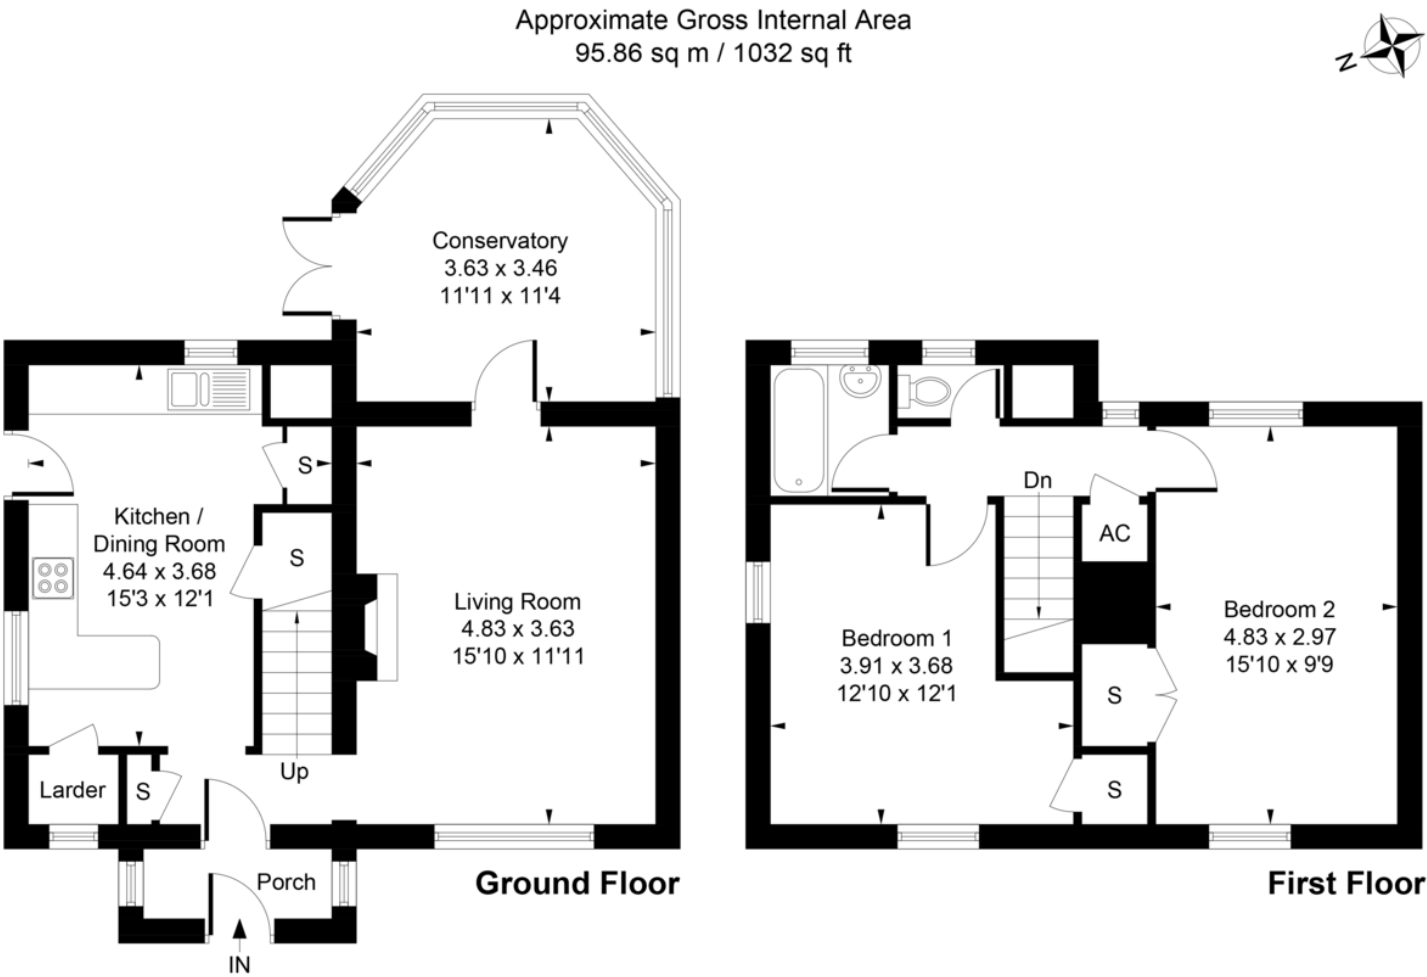 Approximate Gross Internal Area
95.86 sq m / 1032 sq ft
N
Conservatory
3.63 x 3.46
11'11 x 11'4
S
Kitchen /
Dining Room
4.64 x 3.68
15'3 x 12'1
S
Living Room
4.83 x 3.63
15'10 x 11'11
Larder
S
Up
Porch
IN
Ground Floor
Dn
AC
Bedroom 1
3.91 x 3.68
12'10 x 12'1
Bedroom 2
4.83 x 2.97
15'10 x 9'9
S
S
First Floor